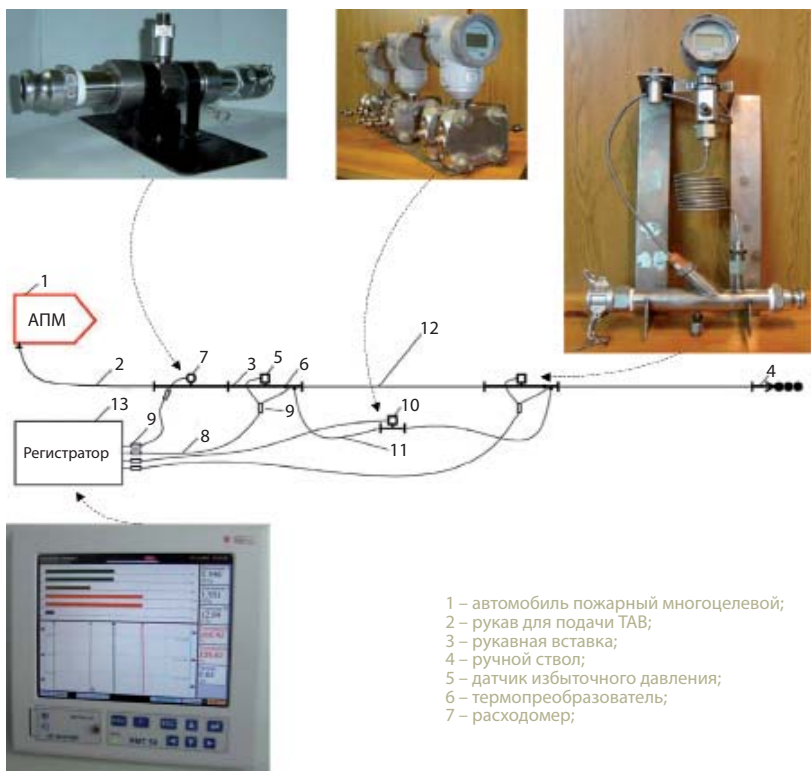 1
АПМ
2
7
3
5
6
12
4
13
9
9
10
8
11
Регистратор
РМТ 59
1 – автомобиль пожарный многоцелевой;
2 – рукав для подачи ТАВ;
3 – рукавная вставка;
4 – ручной ствол;
5 – датчик избыточного давления;
6 – термопреобразователь;
7 – расходомер;